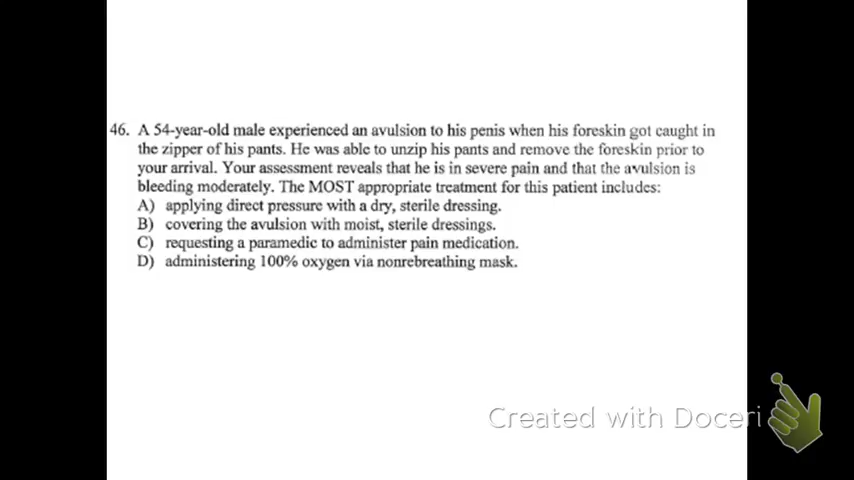 46. A 54-year-old male experienced an avulsion to his penis when his foreskin got caught in
the zipper of his pants. He was able to unzip his pants and remove the foreskin prior to
your arrival. Your assessment reveals that he is in severe pain and that the avulsion is
bleeding moderately. The MOST appropriate treatment for this patient includes:
A) applying direct pressure with a dry, sterile dressing.
B) covering the avulsion with moist, sterile dressings.
C) requesting a paramedic to administer pain medication.
D) administering 100% oxygen via nonrebreathing mask.
Created with Doceri